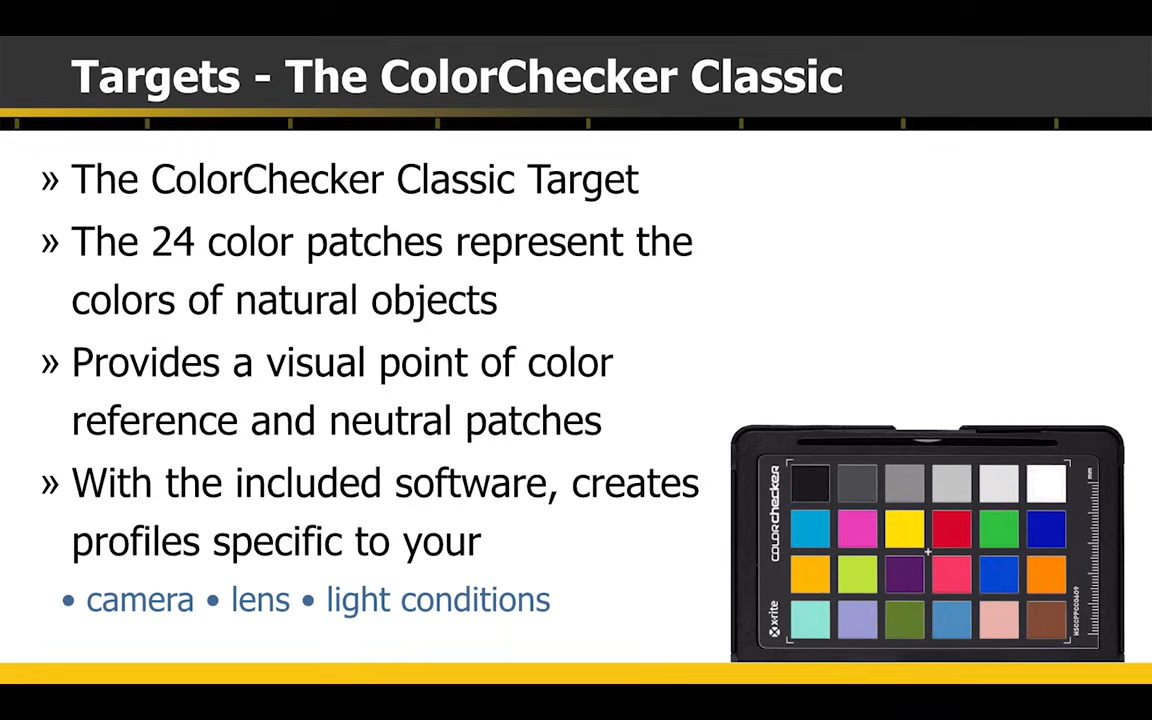 Targets - The ColorChecker Classic
» The ColorChecker Classic Target
» The 24 color patches represent the
colors of natural objects
» Provides a visual point of color
reference and neutral patches
» With the included software, creates
profiles specific to your
• camera • lens • light conditions
colorchecker
x-rite
mm